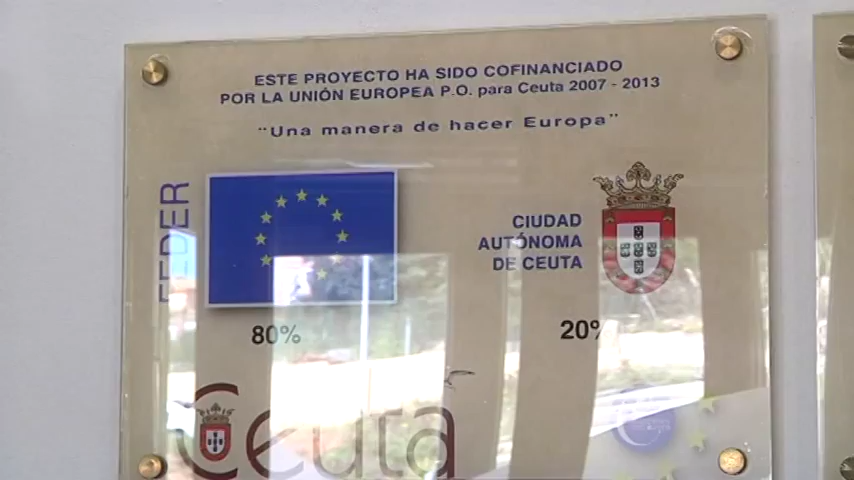 ESTE PROYECTO HA SIDO COFINANCIADO
POR LA UNIÓN EUROPEA P.O. para Ceuta 2007 - 2013
"Una manera de hacer Europa"
FEDER
CIUDAD
AUTÓNOMA
DE CEUTA
80%
20%
Ceuta